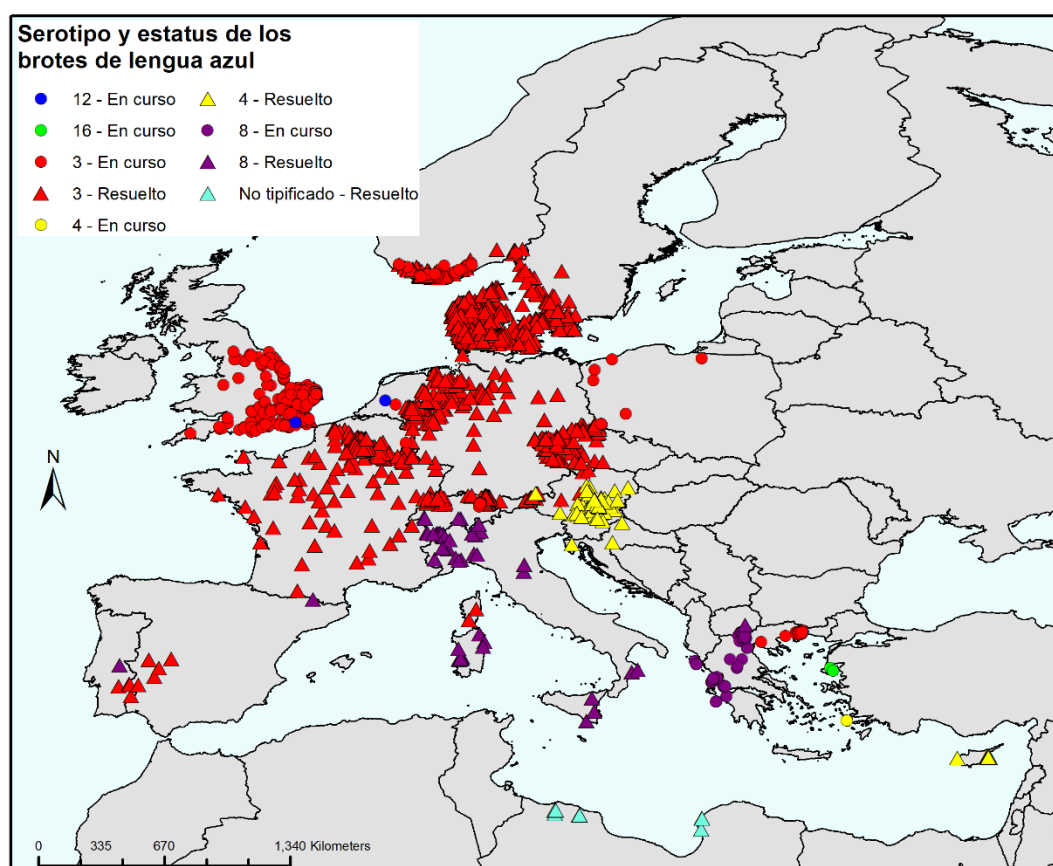 Serotipo y estatus de los
brotes de lengua azul
12 - En curso
16 - En curso
3 - En curso
3 - Resuelto
4 - En curso
4 - Resuelto
8 - En curso
8 - Resuelto
No tipificado - Resuelto
N
0 335 670 1,340 Kilometers